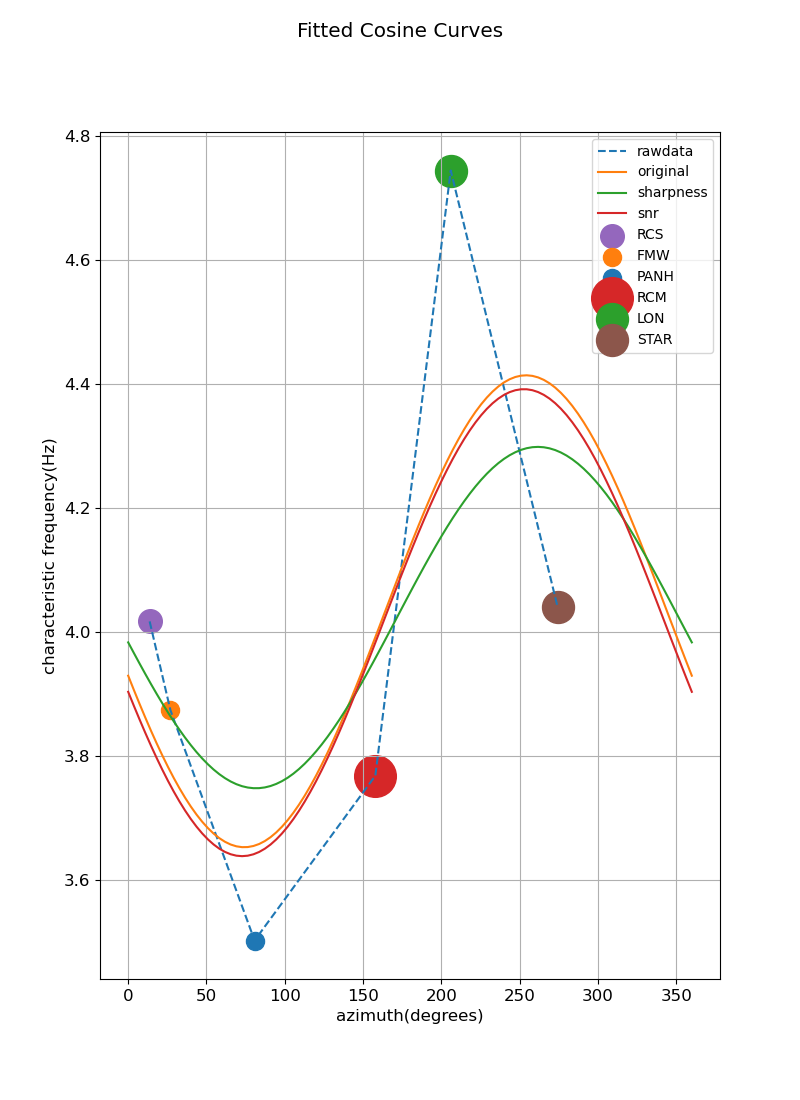 Fitted Cosine Curves
4.8
4.6
4.4
4.2
4.0
3.8
3.6
characteristic frequency(Hz)
rawdata
original
sharpness
snr
RCS
FMW
PANH
RCM
LON
STAR
0 50 100 150 200 250 300 350
azimuth(degrees)